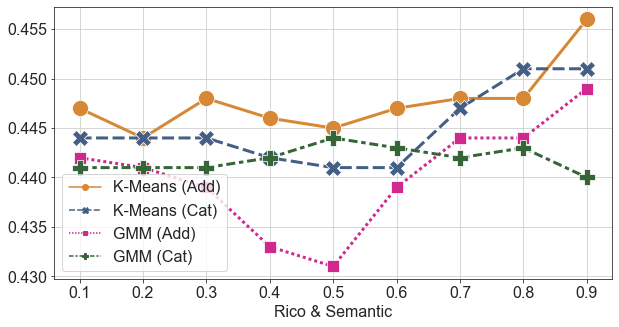 0.455
0.450
0.445
0.440
0.435
0.430
K-Means (Add)
K-Means (Cat)
GMM (Add)
GMM (Cat)
0.1 0.2 0.3 0.4 0.5 0.6 0.7 0.8 0.9
Rico & Semantic